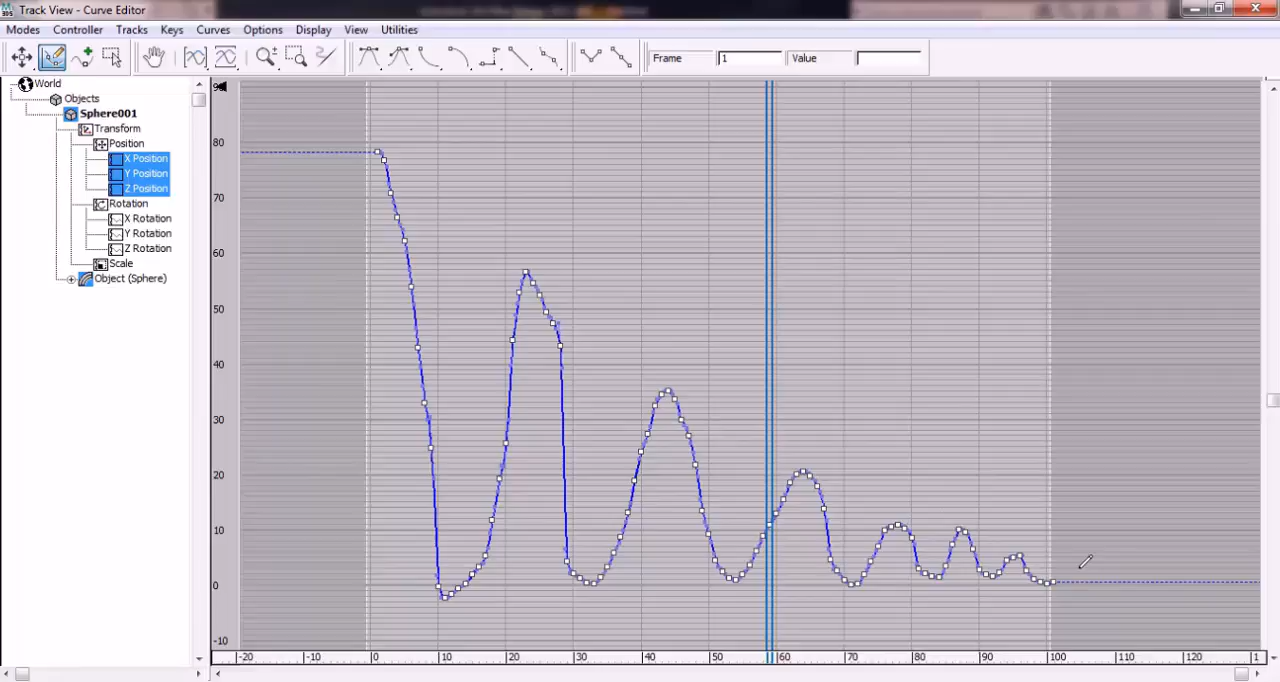 Track View - Curve Editor
Modes Controller Tracks Keys Curves Options Display View Utilities
Frame 1 Value
World
Objects
Sphere001
Transform
Position
X Position
Y Position
Z Position
Rotation
X Rotation
Y Rotation
Z Rotation
Scale
Object (Sphere)
80
70
60
50
40
30
20
10
0
-10
-20 -10 0 10 20 30 40 50 60 70 80 90 100 110 120 1